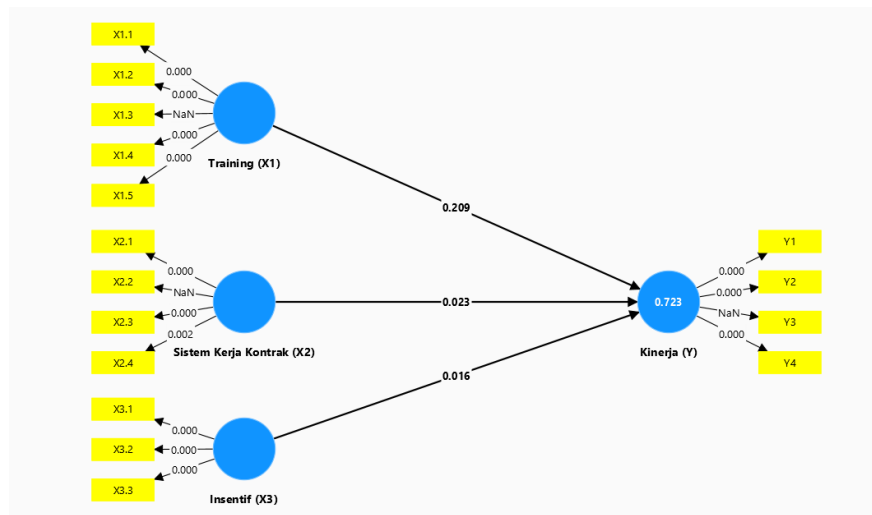 X1.1
0.000
X1.2
0.000
X1.3
NaN
0.000
X1.4
0.000
X1.5
Training (X1)
0.209
X2.1
0.000
X2.2
NaN
0.000
X2.3
0.002
X2.4
Sistem Kerja Kontrak (X2)
0.023
X3.1
0.000
X3.2
0.000
0.000
X3.3
Insentif (X3)
0.016
0.723
Kinerja (Y)
Y1
0.000
Y2
0.000
NaN
Y3
0.000
Y4